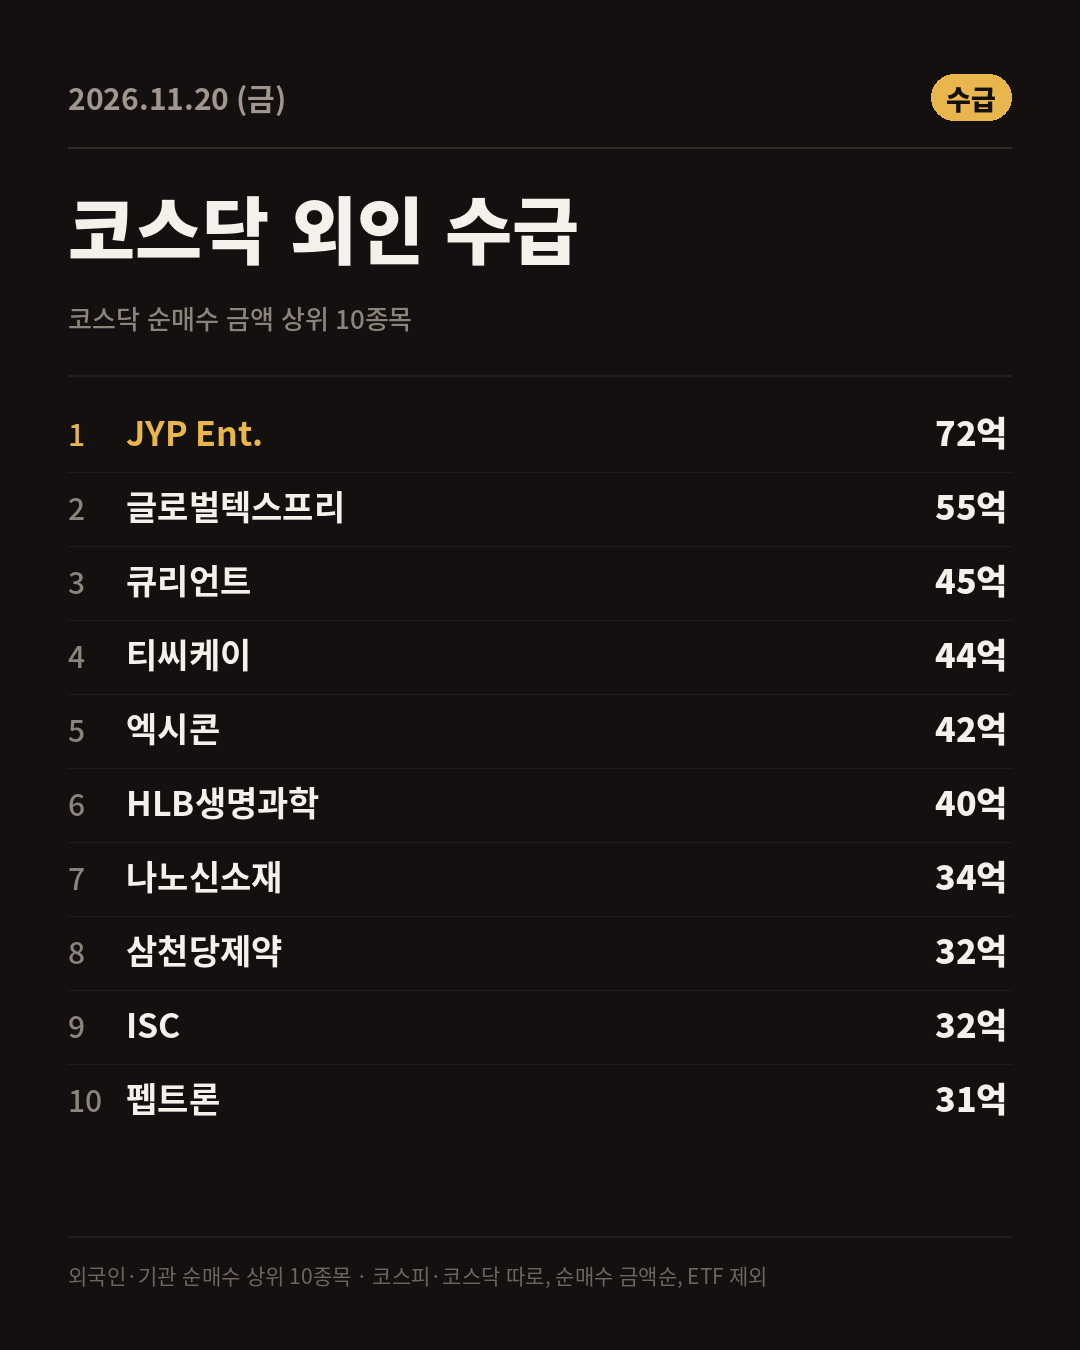 2026.11.20 (금) 수급
코스닥 외인 수급
코스닥 순매수 금액 상위 10종목
1 JYP Ent. 72억
2 글로벌텍스프리 55억
3 큐리언트 45억
4 티씨케이 44억
5 엑시콘 42억
6 HLB생명과학 40억
7 나노신소재 34억
8 삼천당제약 32억
9 ISC 32억
10 펩트론 31억
외국인·기관 순매수 상위 10종목 · 코스피·코스닥 따로, 순매수 금액순, ETF 제외